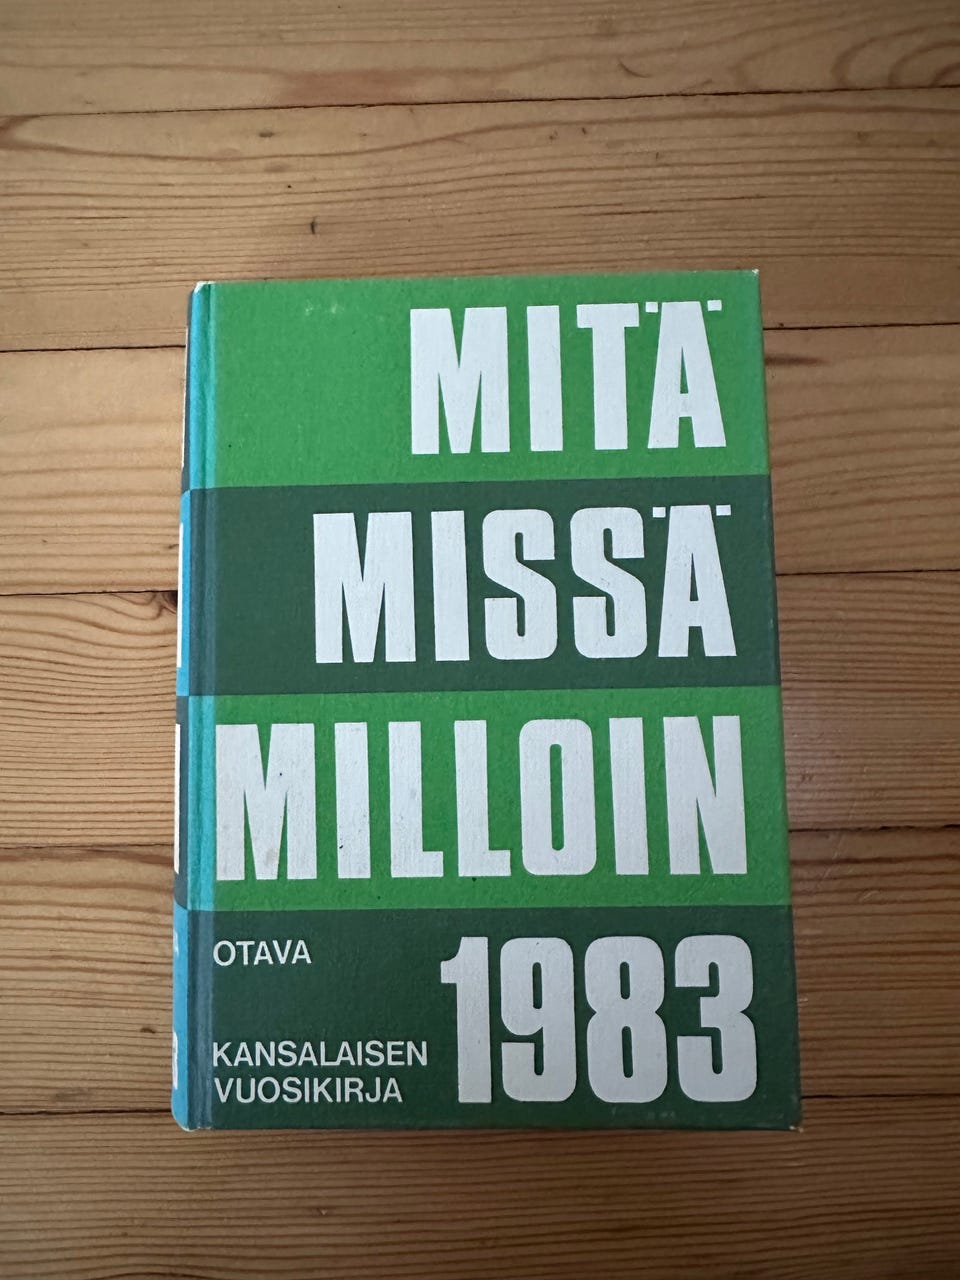 MITÄ
MISSÄ
MILLOIN
OTAVA
1983
KANSALAISEN
VUOSIKIRJA